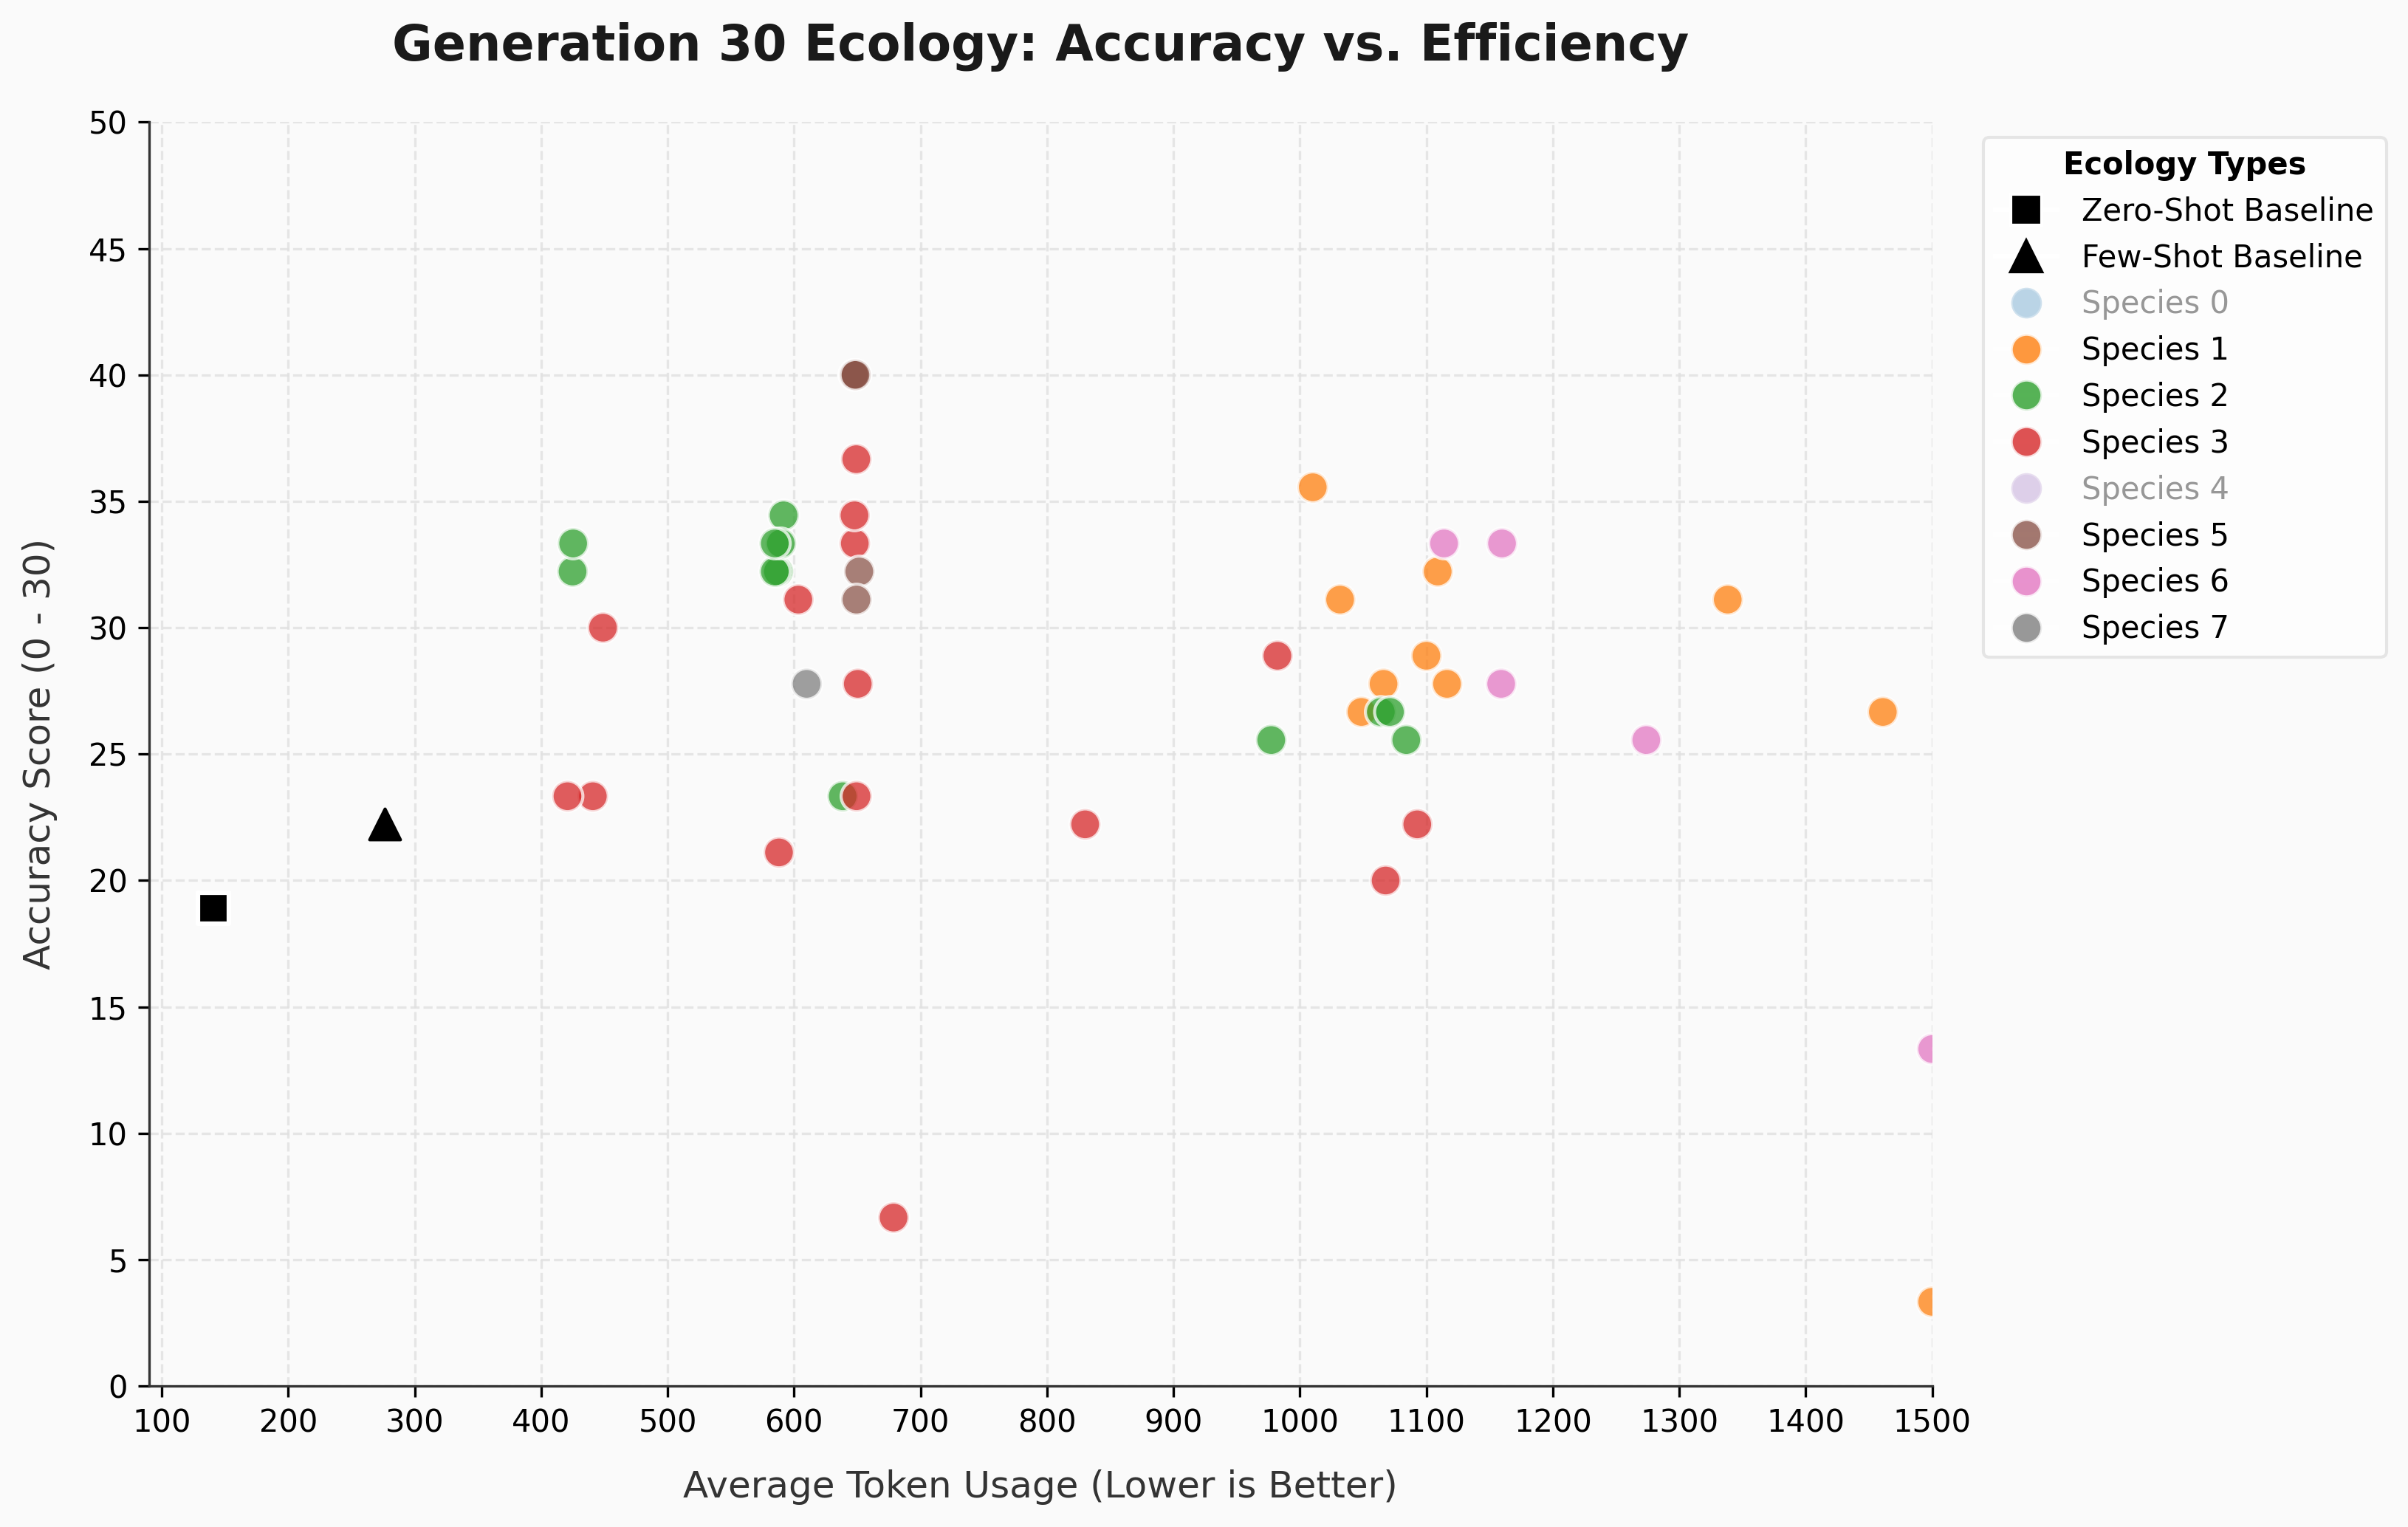 Generation 30 Ecology: Accuracy vs. Efficiency
50
45
40
35
30
25
20
15
10
5
0
Accuracy Score (0 - 30)
100 200 300 400 500 600 700 800 900 1000 1100 1200 1300 1400 1500
Average Token Usage (Lower is Better)
Ecology Types
Zero-Shot Baseline
Few-Shot Baseline
Species 0
Species 1
Species 2
Species 3
Species 4
Species 5
Species 6
Species 7